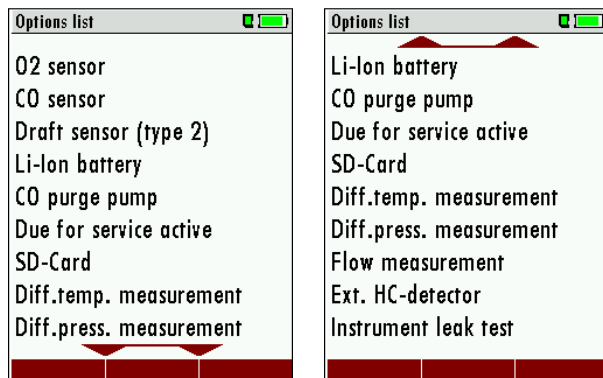 Options list
O2 sensor
CO sensor
Draft sensor (type 2)
Li-Ion battery
CO purge pump
Due for service active
SD-Card
Diff.temp. measurement
Diff.press. measurement
Options list
Li-Ion battery
CO purge pump
Due for service active
SD-Card
Diff.temp. measurement
Diff.press. measurement
Flow measurement
Ext. HC-detector
Instrument leak test